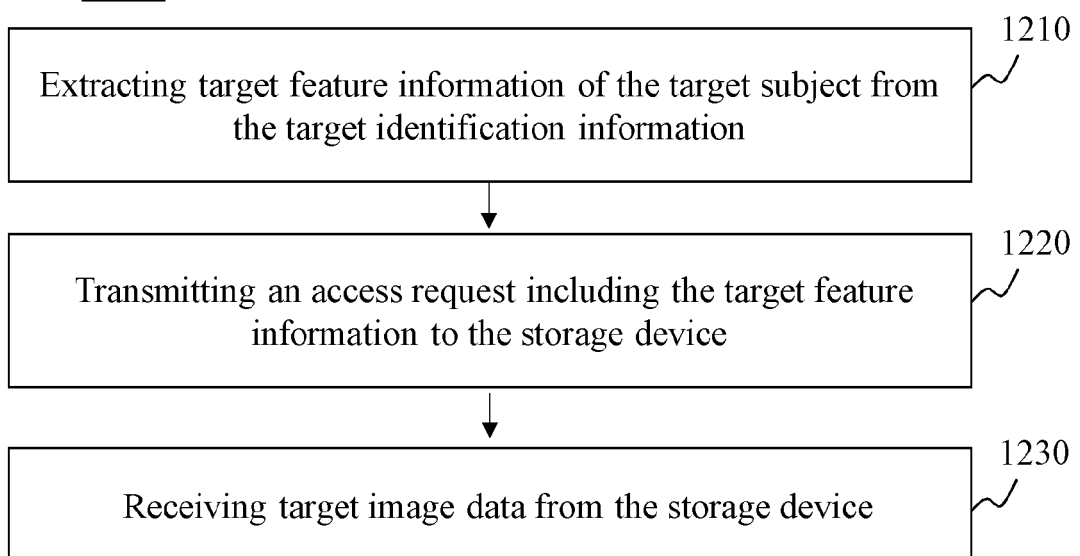 1210
Extracting target feature information of the target subject from
the target identification information
1220
Transmitting an access request including the target feature
information to the storage device
1230
Receiving target image data from the storage device